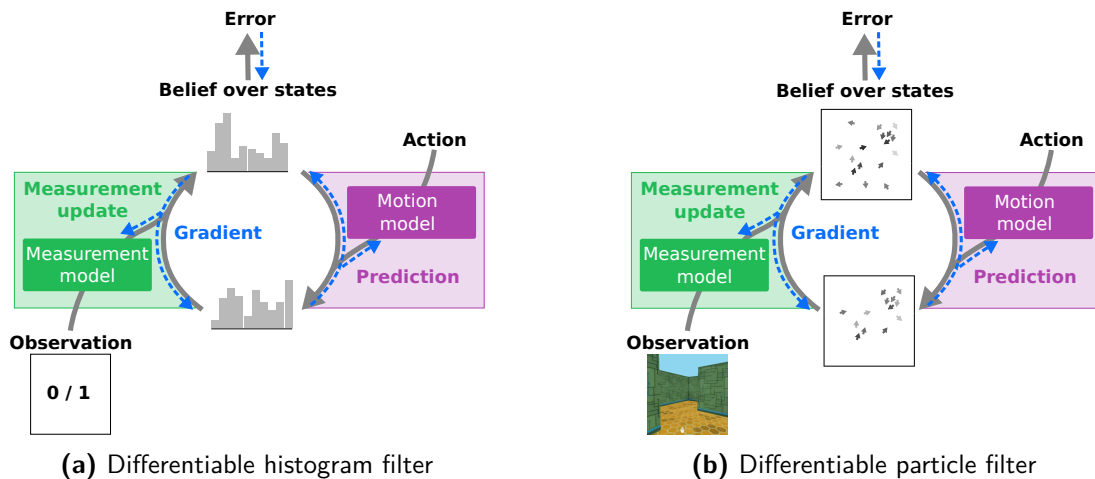 Error
Belief over states
Action
Measurement
update
Motion
model
Gradient
Measurement
model
Prediction
Observation
0 / 1
(a) Differentiable histogram filter
Error
Belief over states
Action
Measurement
update
Motion
model
Gradient
Measurement
model
Prediction
Observation
(b) Differentiable particle filter